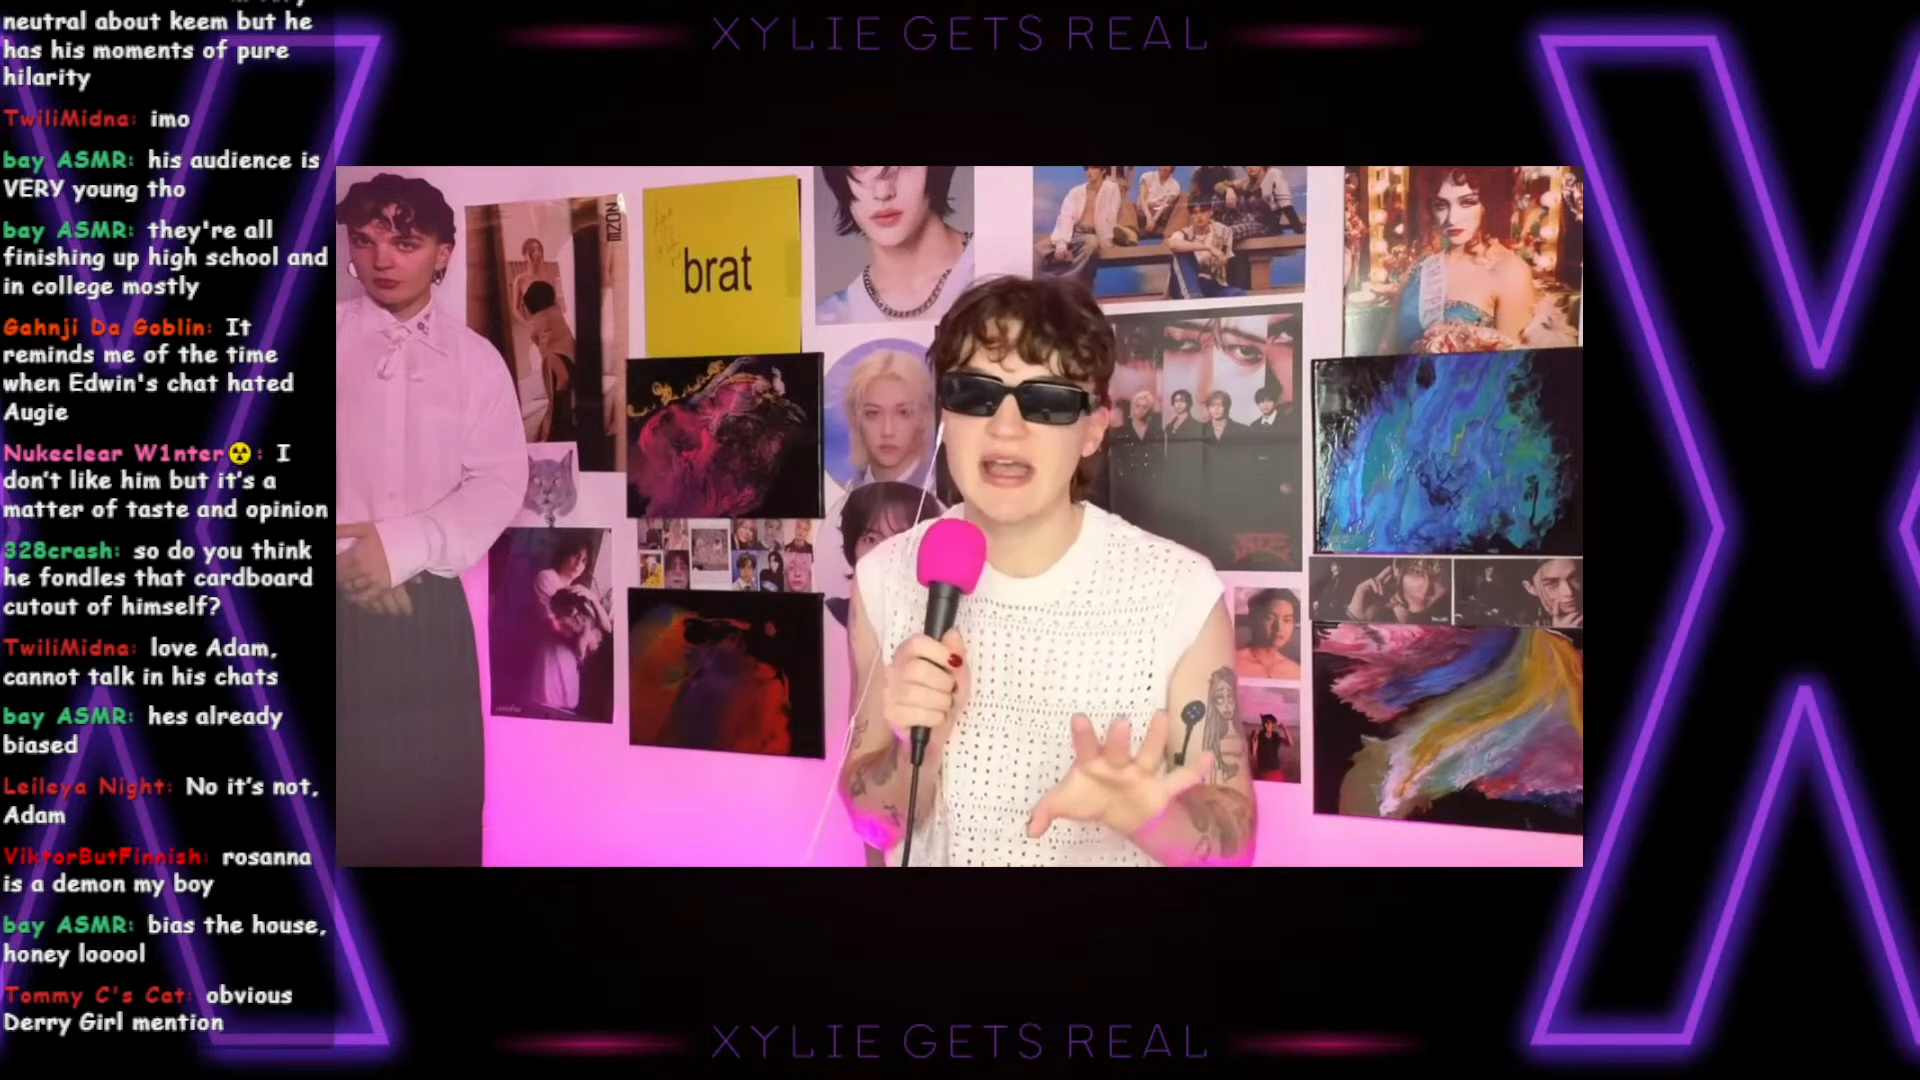 XYLIE GETS REAL
neutral about keem but he
has his moments of pure
hilarity
TwiliMidna: imo
bay ASMR: his audience is
VERY young tho
bay ASMR: they're all
finishing up high school and
in college mostly
Gahnji Da Goblin: It
reminds me of the time
when Edwin's chat hated
Augie
Nukeclear W1nter☢: I
don't like him but it's a
matter of taste and opinion
328crash: so do you think
he fondles that cardboard
cutout of himself?
TwiliMidna: love Adam,
cannot talk in his chats
bay ASMR: hes already
biased
Leileya Night: No it's not,
Adam
ViktorButFinnish: rosanna
is a demon my boy
bay ASMR: bias the house,
honey looool
Tommy C's Cat: obvious
Derry Girl mention
brat
XYLIE GETS REAL